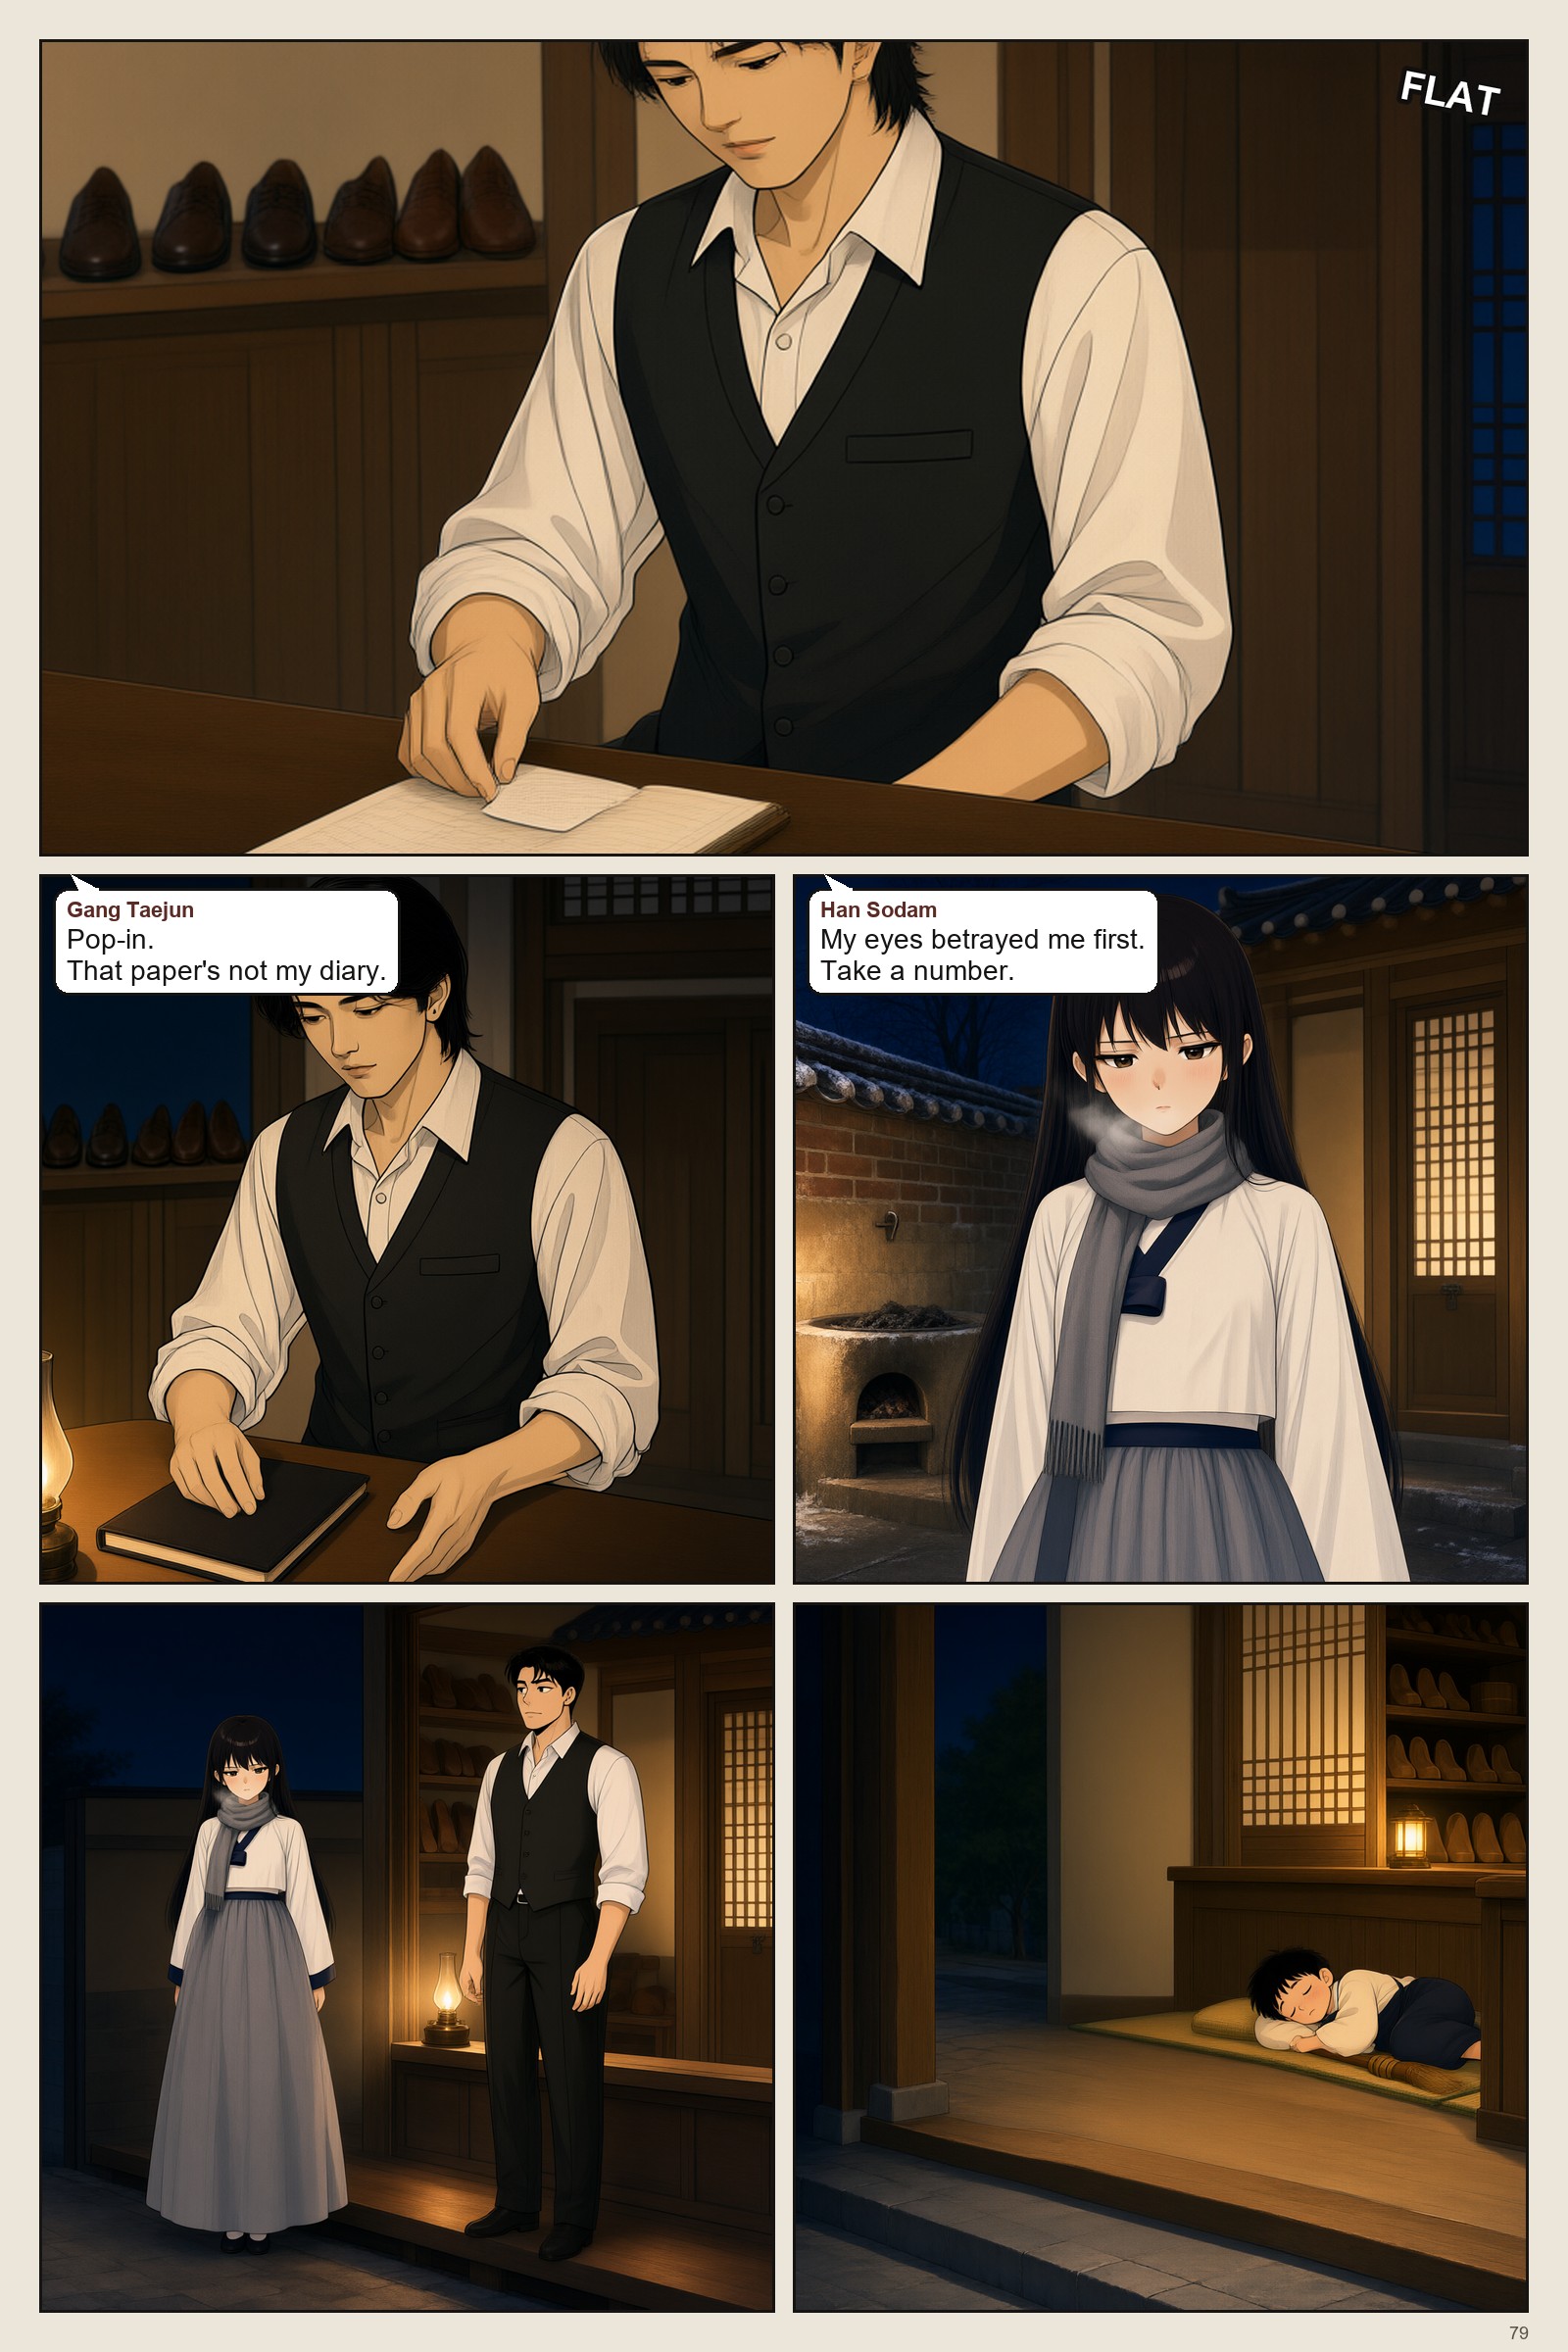 FLAT
Gang Taejun
Pop-in.
That paper's not my diary.
Han Sodam
My eyes betrayed me first.
Take a number.
79